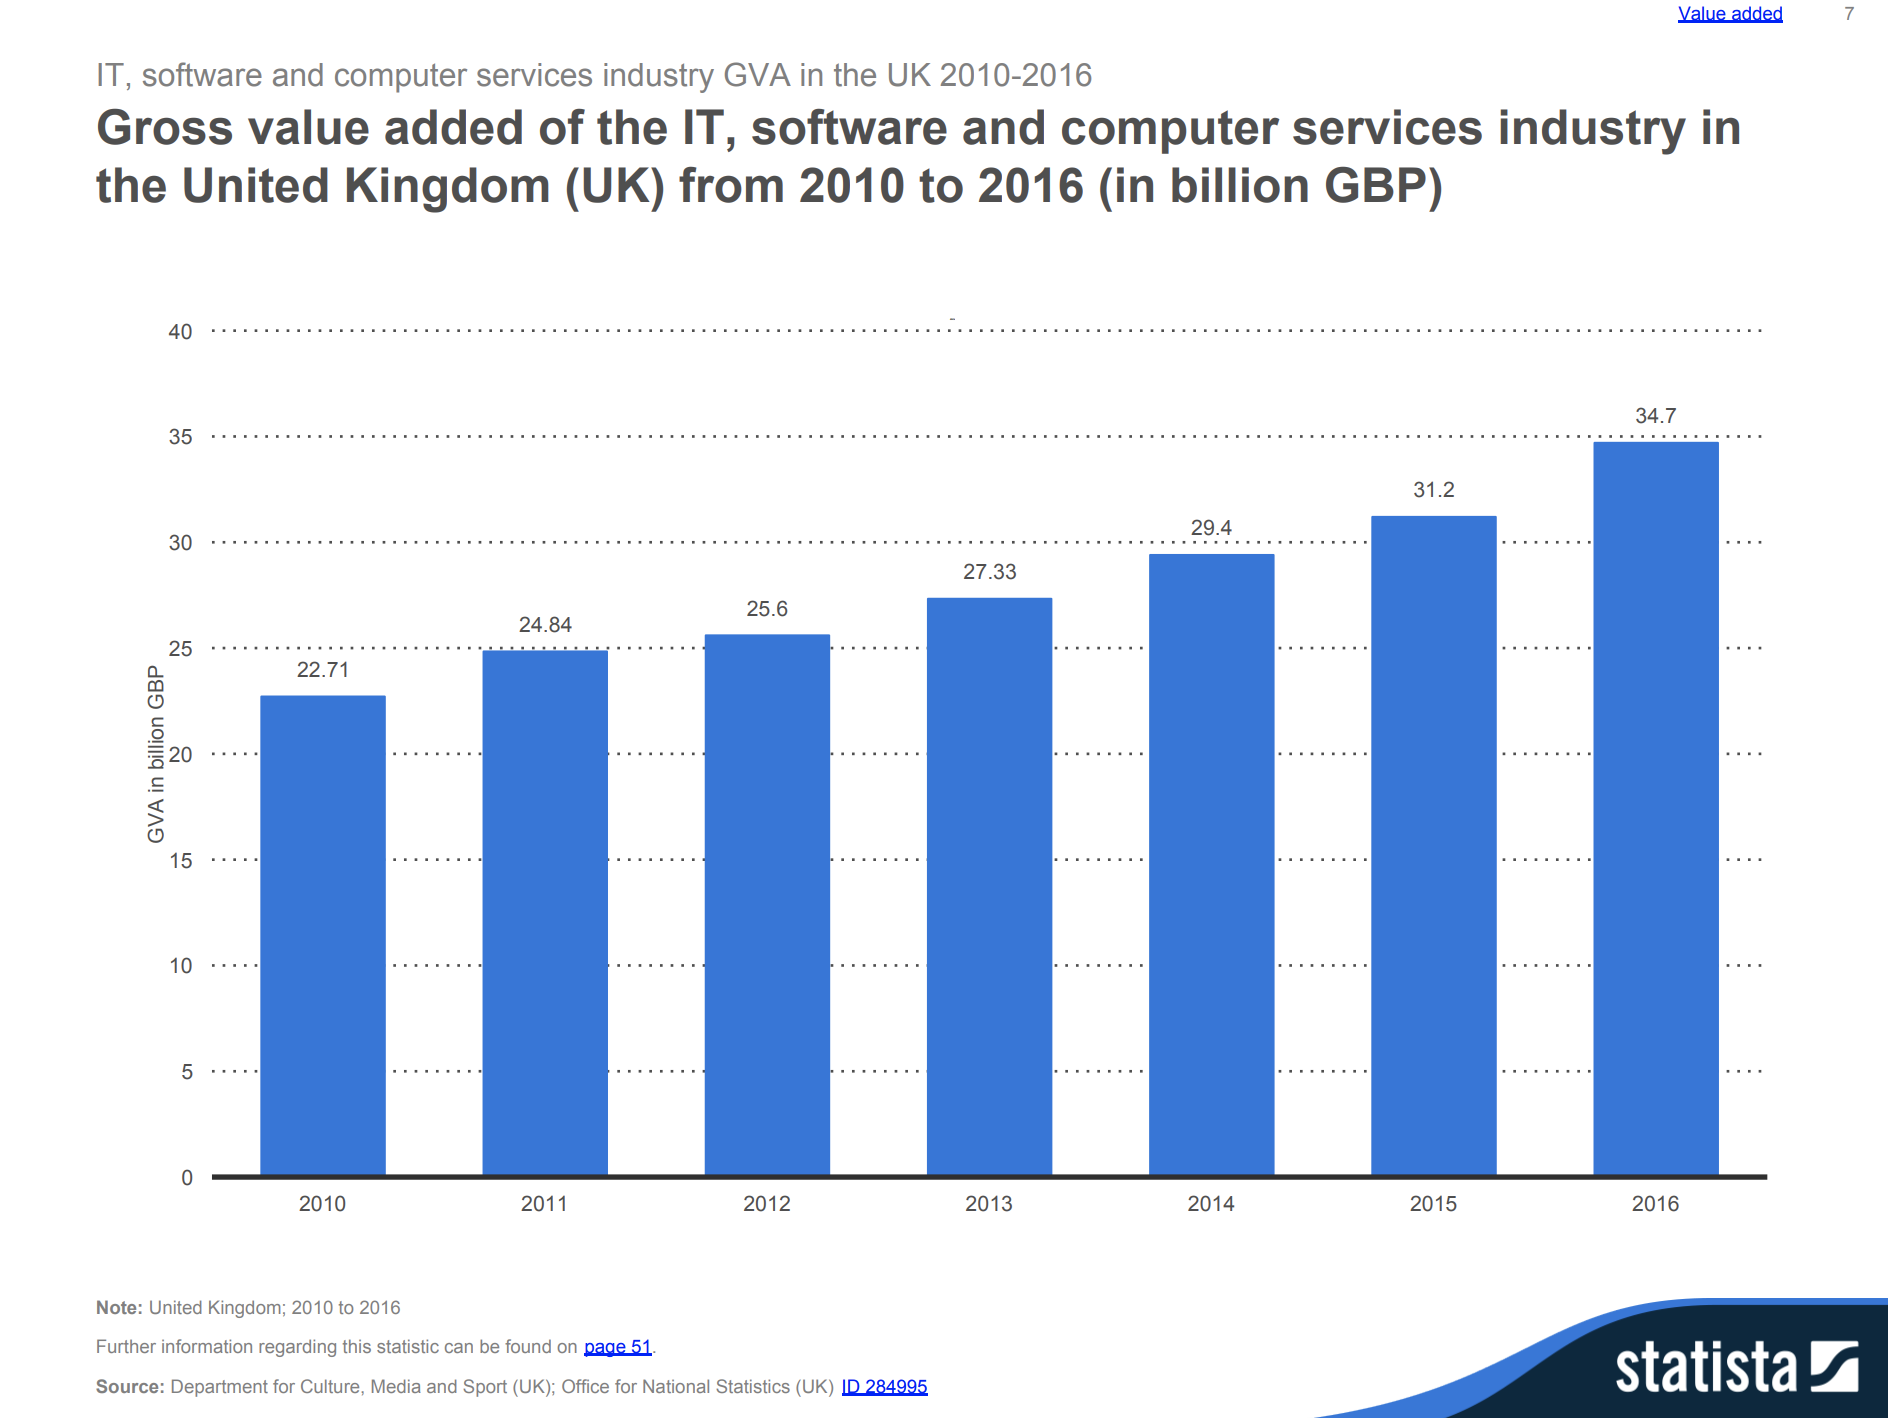 Value added 7
IT, software and computer services industry GVA in the UK 2010-2016
Gross value added of the IT, software and computer services industry in
the United Kingdom (UK) from 2010 to 2016 (in billion GBP)
40
35
30
25
20
15
10
5
0
GVA in billion GBP
22.71
24.84
25.6
27.33
29.4
31.2
34.7
2010 2011 2012 2013 2014 2015 2016
Note: United Kingdom; 2010 to 2016
Further information regarding this statistic can be found on page 51.
Source: Department for Culture, Media and Sport (UK); Office for National Statistics (UK) ID 284995
statista